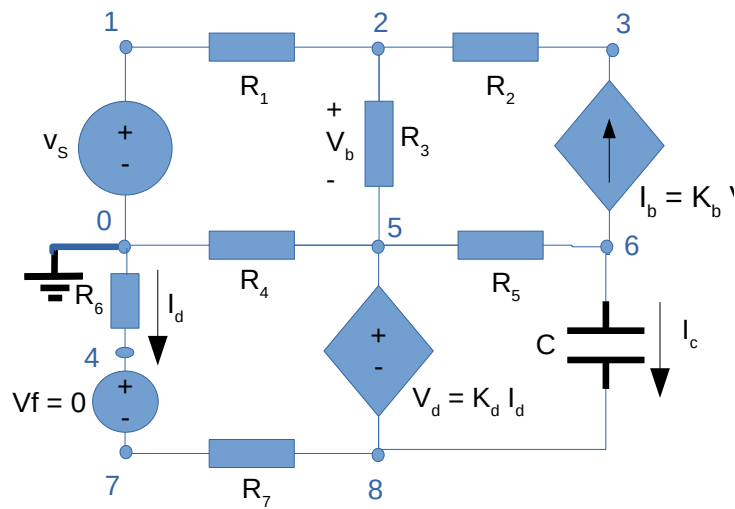 1
2
3
R1
R2
+
Vb
-
R3
+
-
vS
Ib = Kb
0
5
6
R4
R5
R6
Id
4
+
-
Vf = 0
+
-
Vd = Kd Id
C
Ic
7
8
R7